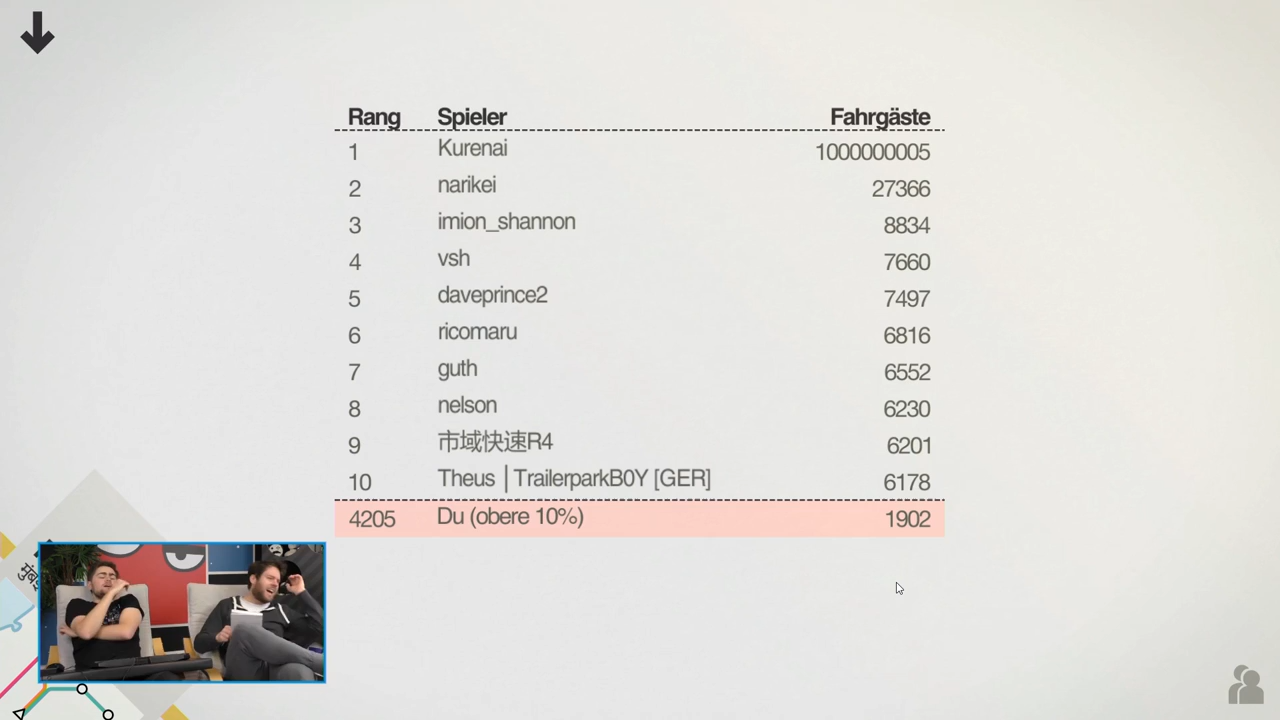 Rang Spieler Fahrgäste
1 Kurenai 1000000005
2 narikei 27366
3 imion_shannon 8834
4 vsh 7660
5 daveprince2 7497
6 ricomaru 6816
7 guth 6552
8 nelson 6230
9 市域快速R4 6201
10 Theus | TrailerparkB0Y [GER] 6178
4205 Du (obere 10%) 1902